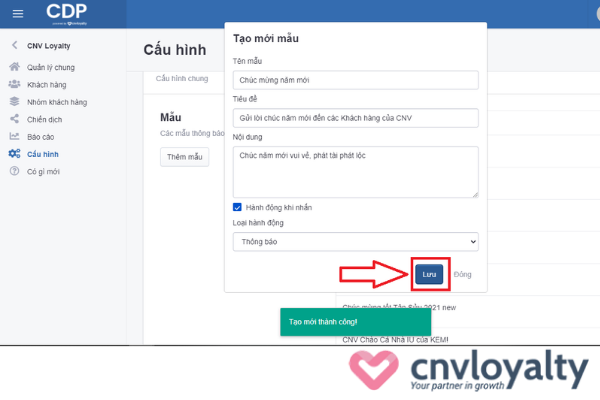 CDP
powered by cnvloyalty
CNV Loyalty
Quản lý chung
Khách hàng
Nhóm khách hàng
Chiến dịch
Báo cáo
Cấu hình
Có gì mới
Cấu hình
Cấu hình chung
Mẫu
Các mẫu thông báo
Thêm mẫu
Tạo mới mẫu
Tên mẫu
Chúc mừng năm mới
Tiêu đề
Gửi lời chúc năm mới đến các Khách hàng của CNV
Nội dung
Chúc năm mới vui vẻ, phát tài phát lộc
Hành động khi nhấn
Loại hành động
Thông báo
Lưu
Đóng
Chúc mừng tết Tân Sửu 2021 new
Tạo mới thành công!
CNV Chào Cả Nhà IU của KEM!
cnvloyalty
Your partner in growth